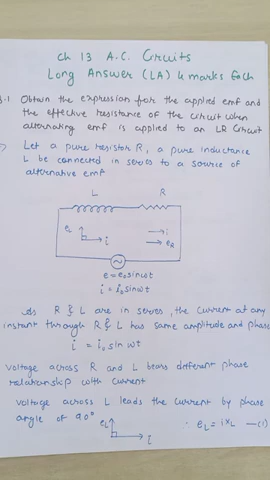 Ch 13 A.C. Circuits
Long Answer (LA) 4 marks Each
Q.1 Obtain the expression for the applied emf and
the effective resistance of the circuit when
alternating emf is applied to an LR Circuit
Let a pure resistor R, a pure inductance
L be connected in series to a source of
alternative emf
L R
eL i i
eR
e = e₀ sin ωt
i = i₀ sin ωt
As R & L are in series, the current at any
instant through R & L has same amplitude and phase
i = i₀ sin ωt
voltage across R and L bears different phase
relationship with current
voltage across L leads the current by phase
angle of 90° eL i ∴ eL = iXL —(1)